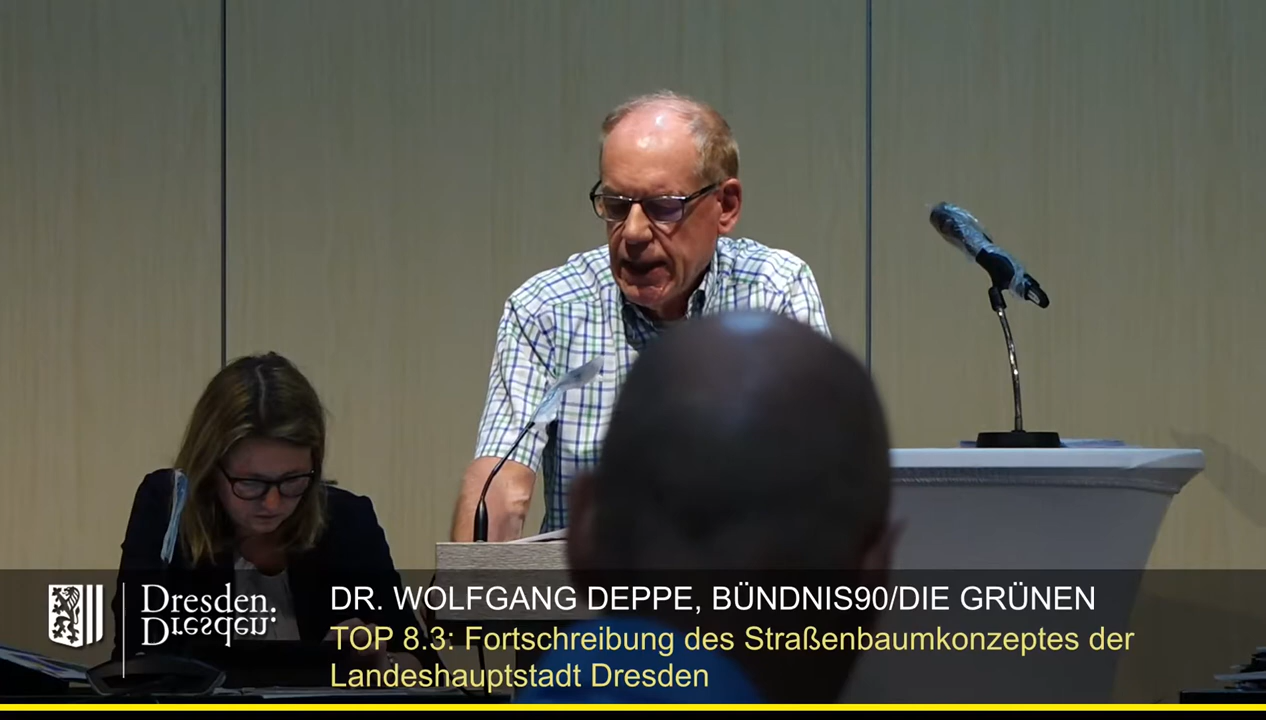 Dresden.
Dresden.
DR. WOLFGANG DEPPE, BÜNDNIS90/DIE GRÜNEN
TOP 8.3: Fortschreibung des Straßenbaumkonzeptes der
Landeshauptstadt Dresden